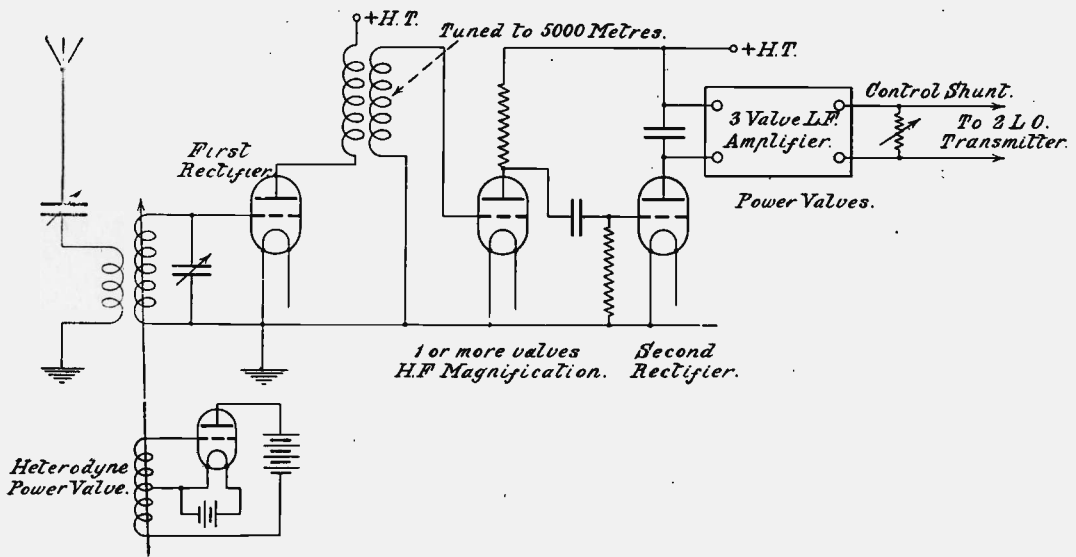 +H.T.
Tuned to 5000 Metres.
+H.T.
First
Rectifier.
3 Valve LF.
Amplifier.
Control Shunt.
To 2 L O.
Transmitter.
Power Valves.
1 or more valves
H.F Magnification.
Second
Rectifier.
Heterodyne
Power Valve.